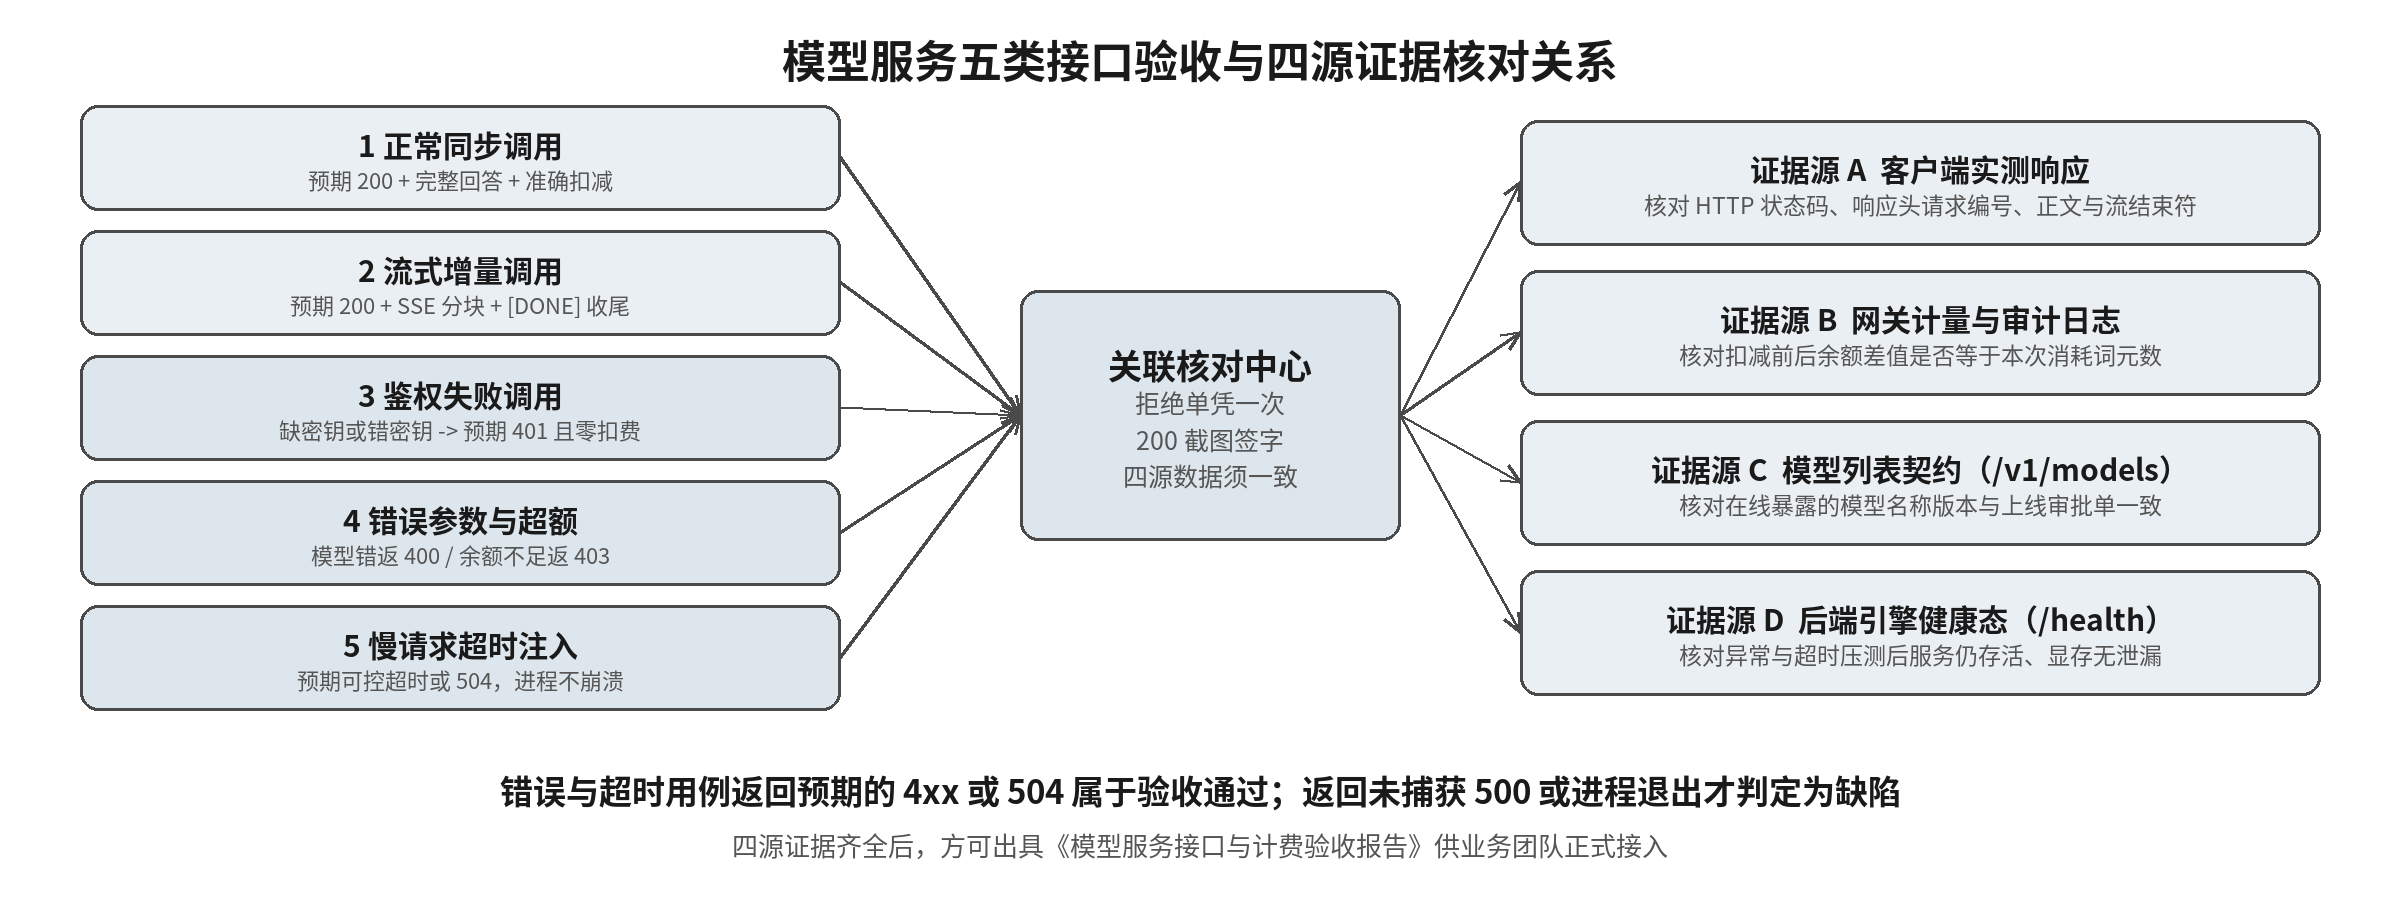 模型服务五类接口验收与四源证据核对关系
1 正常同步调用
预期 200 + 完整回答 + 准确扣减
2 流式增量调用
预期 200 + SSE 分块 + [DONE] 收尾
3 鉴权失败调用
缺密钥或错密钥 -> 预期 401 且零扣费
4 错误参数与超额
模型错返 400 / 余额不足返 403
5 慢请求超时注入
预期可控超时或 504，进程不崩溃
关联核对中心
拒绝单凭一次
200 截图签字
四源数据须一致
证据源 A 客户端实测响应
核对 HTTP 状态码、响应头请求编号、正文与流结束符
证据源 B 网关计量与审计日志
核对扣减前后余额差值是否等于本次消耗词元数
证据源 C 模型列表契约（/v1/models）
核对在线暴露的模型名称版本与上线审批单一致
证据源 D 后端引擎健康态（/health）
核对异常与超时压测后服务仍存活、显存无泄漏
错误与超时用例返回预期的 4xx 或 504 属于验收通过；返回未捕获 500 或进程退出才判定为缺陷
四源证据齐全后，方可出具《模型服务接口与计费验收报告》供业务团队正式接入